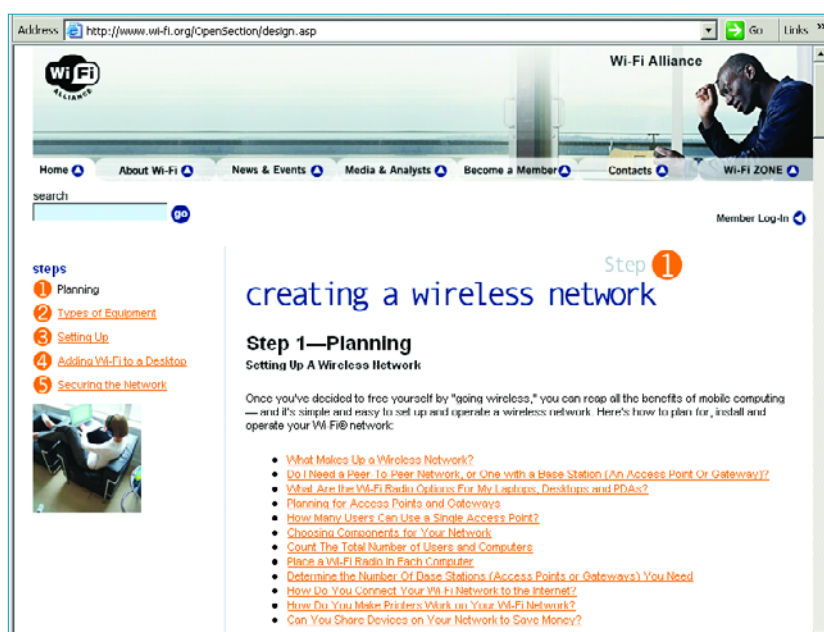 Address http://www.wi-fi.org/OpenSection/design.asp Go Links »
Wi Fi
ALLIANCE
Wi-Fi Alliance
Home About Wi-Fi News & Events Media & Analysts Become a Member Contacts Wi-Fi ZONE
search
go
Member Log-In
steps
1 Planning
2 Types of Equipment
3 Setting Up
4 Adding Wi-Fi to a Desktop
5 Securing the Network
Step 1
creating a wireless network
Step 1—Planning
Setting Up A Wireless Network
Once you've decided to free yourself by "going wireless," you can reap all the benefits of mobile computing
— and it's simple and easy to set up and operate a wireless network. Here's how to plan for, install and
operate your Wi-Fi® network:
• What Makes Up a Wireless Network?
• Do I Need a Peer-To-Peer Network, or One with a Base Station (An Access Point Or Gateway)?
• What Are the Wi-Fi Radio Options For My Laptops, Desktops and PDAs?
• Planning for Access Points and Gateways
• How Many Users Can Use a Single Access Point?
• Choosing Components for Your Network
• Count The Total Number of Users and Computers
• Place a Wi-Fi Radio in Each Computer
• Determine the Number Of Base Stations (Access Points or Gateways) You Need
• How Do You Connect Your Wi-Fi Network to the Internet?
• How Do You Make Printers Work on Your Wi-Fi Network?
• Can You Share Devices on Your Network to Save Money?